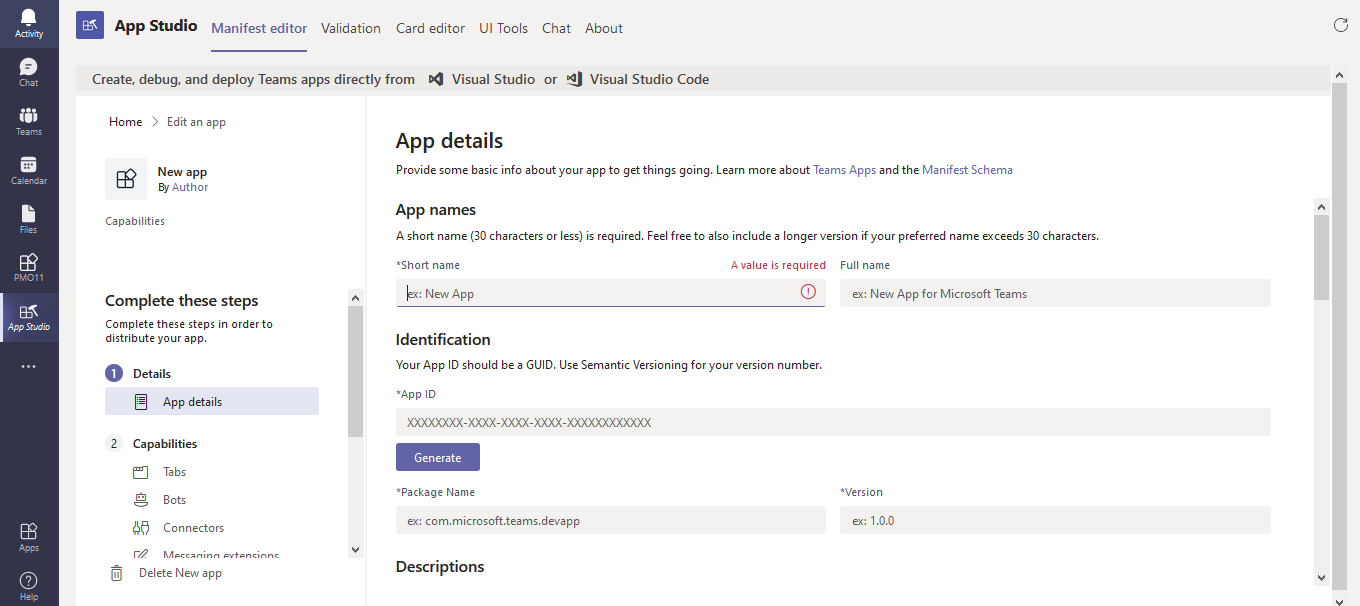 Activity
Chat
Teams
Calendar
Files
PMO11
App Studio
Apps
Help
App Studio Manifest editor Validation Card editor UI Tools Chat About
Create, debug, and deploy Teams apps directly from Visual Studio or Visual Studio Code
Home > Edit an app
New app
By Author
Capabilities
Complete these steps
Complete these steps in order to
distribute your app.
1 Details
App details
2 Capabilities
Tabs
Bots
Connectors
Messaging extensions
Delete New app
App details
Provide some basic info about your app to get things going. Learn more about Teams Apps and the Manifest Schema
App names
A short name (30 characters or less) is required. Feel free to also include a longer version if your preferred name exceeds 30 characters.
*Short name A value is required Full name
ex: New App ex: New App for Microsoft Teams
Identification
Your App ID should be a GUID. Use Semantic Versioning for your version number.
*App ID
XXXXXXXX-XXXX-XXXX-XXXX-XXXXXXXXXXXX
Generate
*Package Name *Version
ex: com.microsoft.teams.devapp ex: 1.0.0
Descriptions